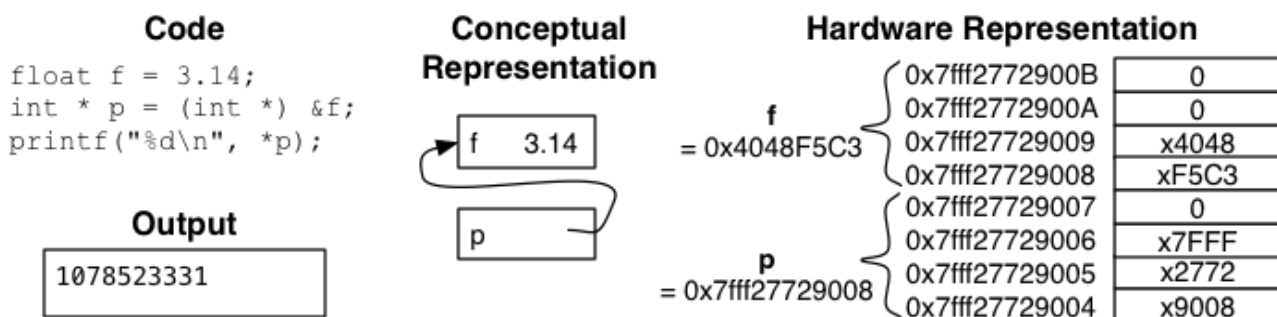 Code
float f = 3.14;
int * p = (int *) &f;
printf("%d\n", *p);
Output
1078523331
Conceptual
Representation
f 3.14
p
Hardware Representation
f
= 0x4048F5C3
0x7fff2772900B 0
0x7fff2772900A 0
0x7fff27729009 x4048
0x7fff27729008 xF5C3
p
= 0x7fff27729008
0x7fff27729007 0
0x7fff27729006 x7FFF
0x7fff27729005 x2772
0x7fff27729004 x9008